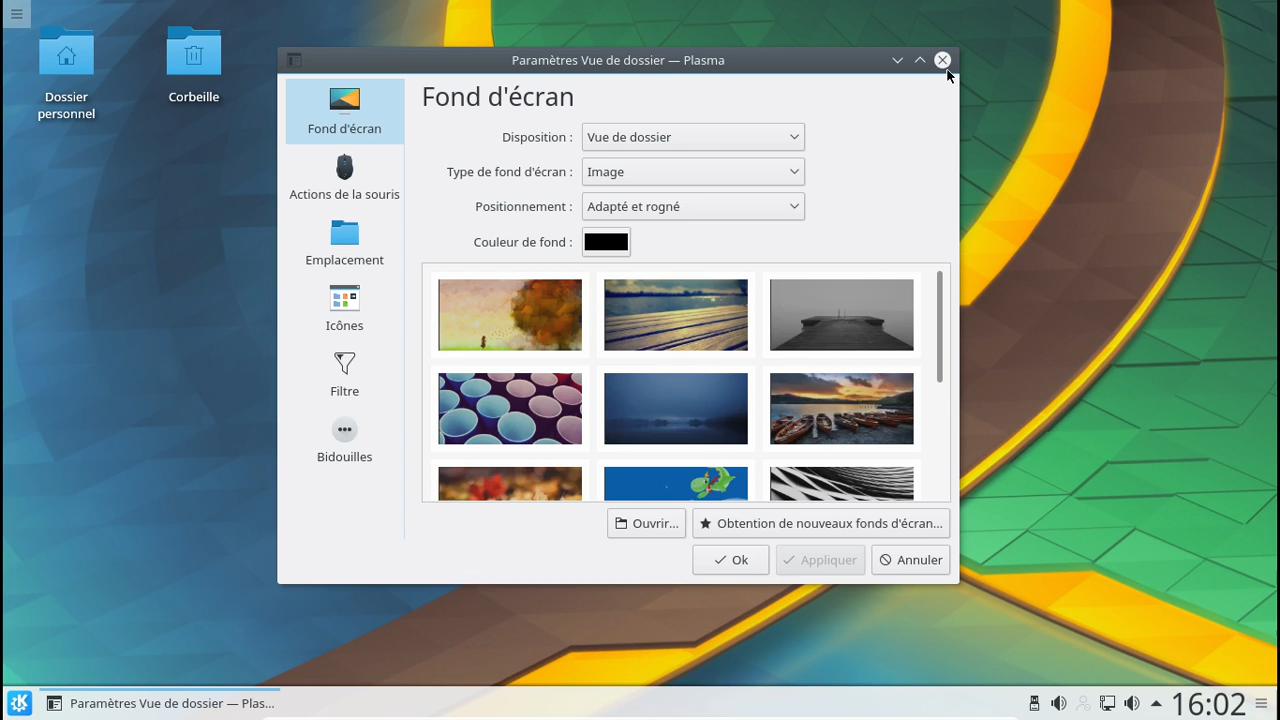 Dossier
personnel
Corbeille
Paramètres Vue de dossier — Plasma
Fond d'écran
Actions de la souris
Emplacement
Icônes
Filtre
Bidouilles
Fond d'écran
Disposition :
Vue de dossier
Type de fond d'écran :
Image
Positionnement :
Adapté et rogné
Couleur de fond :
Ouvrir...
Obtention de nouveaux fonds d'écran...
Ok
Appliquer
Annuler
Paramètres Vue de dossier — Plas...
16:02